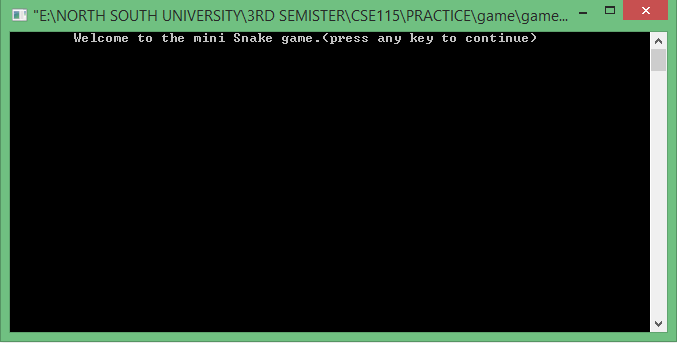 "E:\NORTH SOUTH UNIVERSITY\3RD SEMISTER\CSE115\PRACTICE\game\game...
Welcome to the mini Snake game.(press any key to continue)